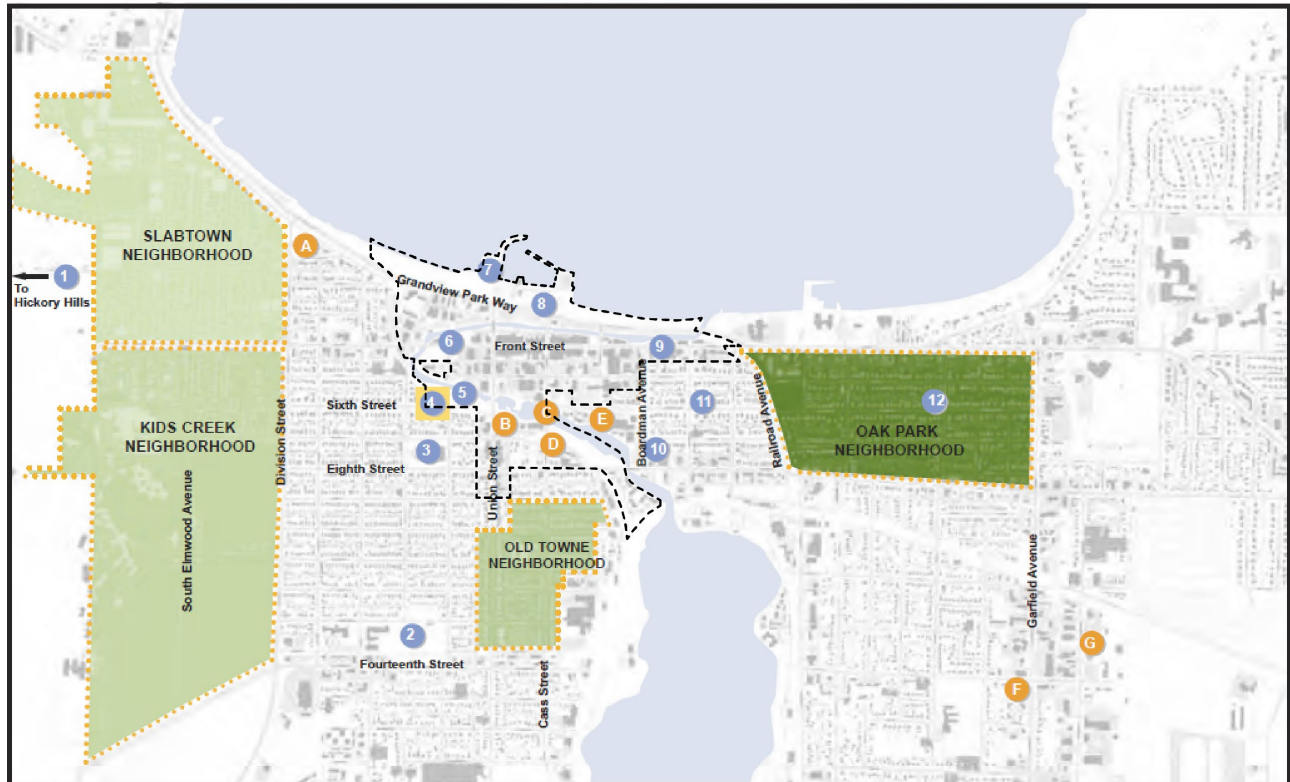 SLABTOWN
NEIGHBORHOOD
A
1
To
Hickory Hills
7
Grandview Park Way
8
6
Front Street
9
Sixth Street
4
5
C
E
Boardman Avenue
11
Railroad Avenue
12
OAK PARK
NEIGHBORHOOD
KIDS CREEK
NEIGHBORHOOD
Division Street
B
D
3
10
Eighth Street
Union Street
South Elmwood Avenue
OLD TOWNE
NEIGHBORHOOD
Garfield Avenue
2
Fourteenth Street
Cass Street
G
F